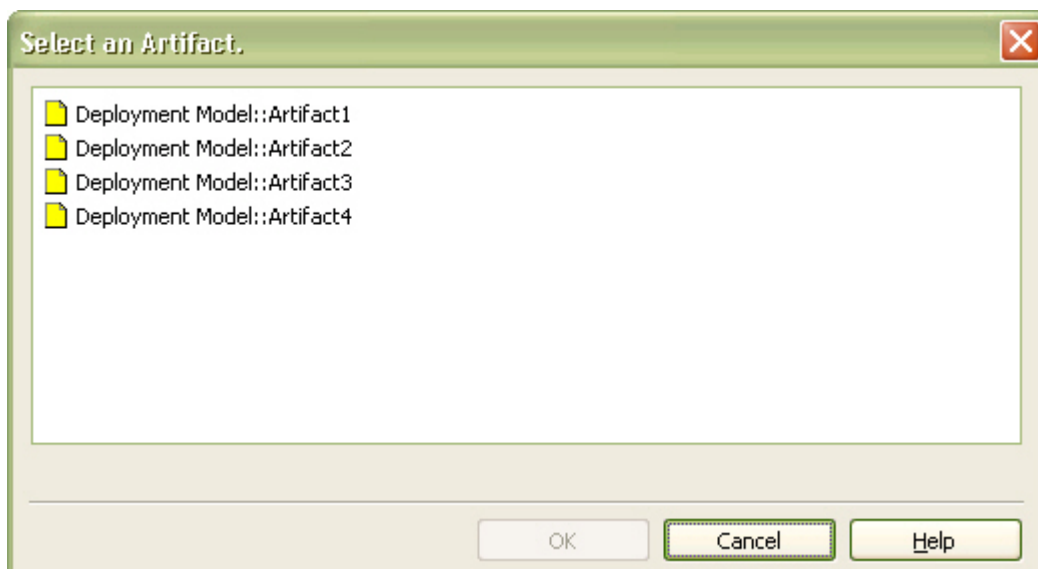 Select an Artifact.
Deployment Model::Artifact1
Deployment Model::Artifact2
Deployment Model::Artifact3
Deployment Model::Artifact4
OK Cancel Help